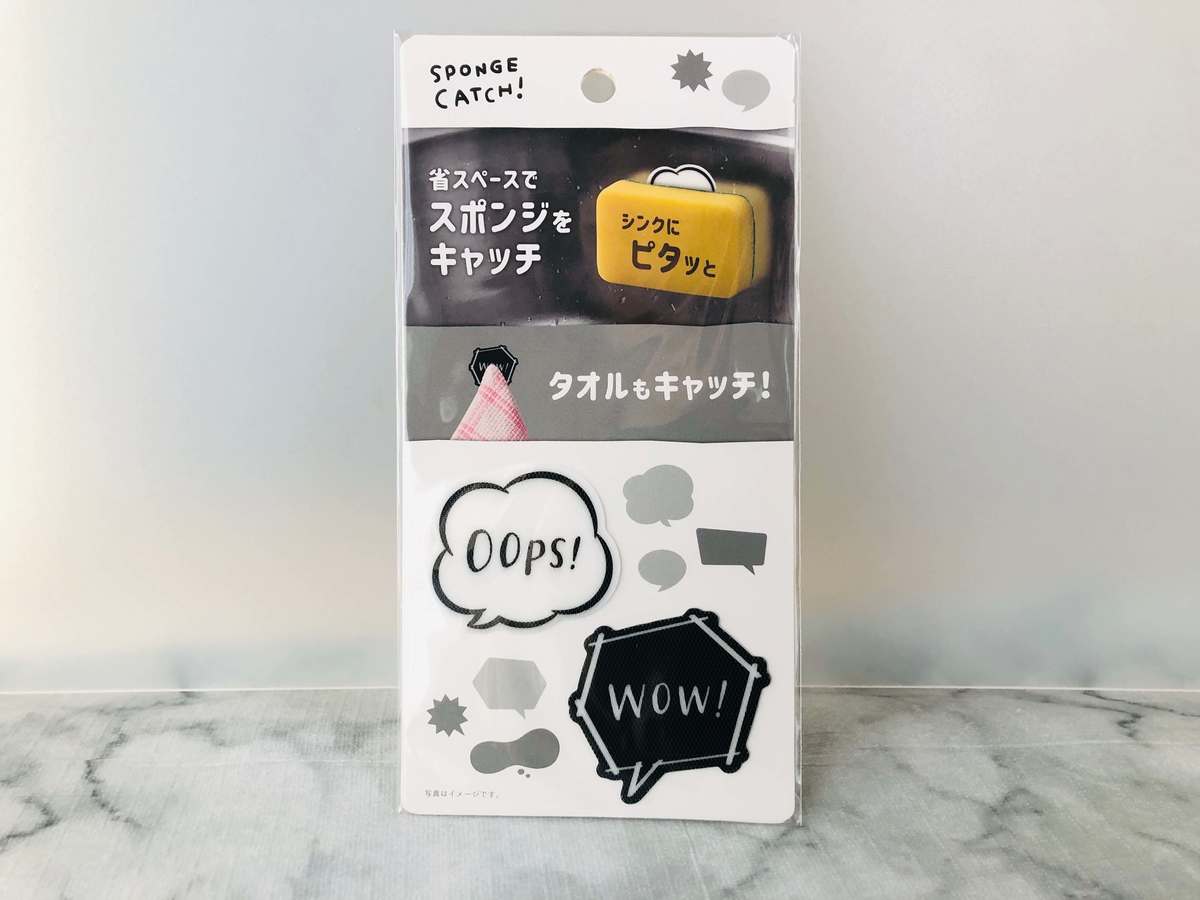 SPONGE
CATCH!
省スペースで
スポンジを
キャッチ
シンクに
ピタッと
WOW!
タオルもキャッチ!
OOPS!
WOW!
写真はイメージです。